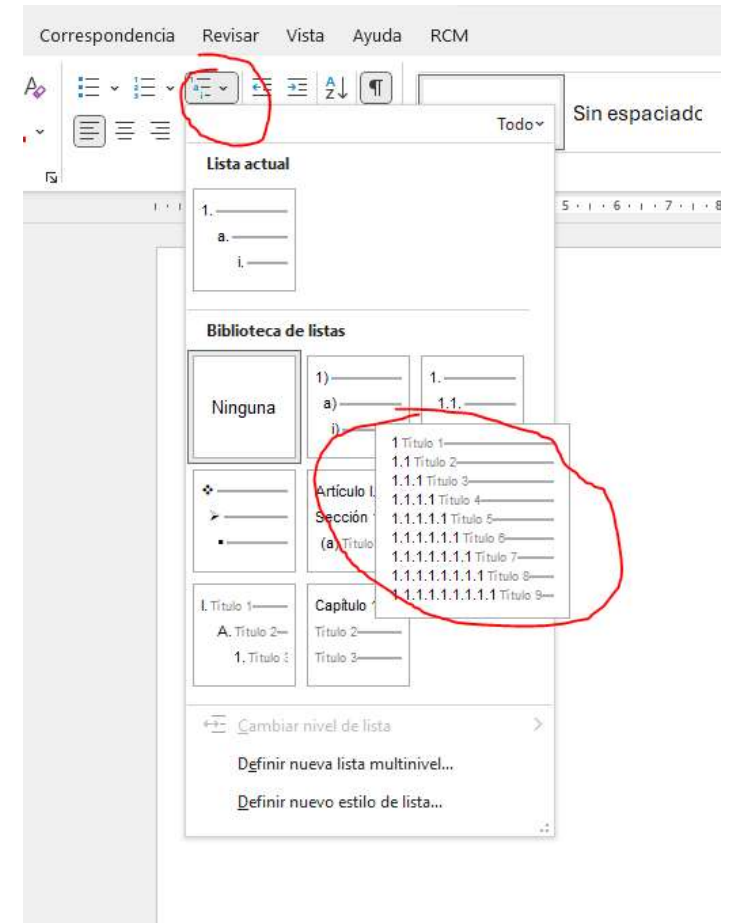 Correspondencia Revisar Vista Ayuda RCM
Sin espaciado
Todo
Lista actual
1.
a.
i.
Biblioteca de listas
Ninguna
1)
a)
i)
1.
1.1.
1 Título 1
1.1 Título 2
1.1.1 Título 3
1.1.1.1 Título 4
1.1.1.1.1 Título 5
1.1.1.1.1.1 Título 6
1.1.1.1.1.1.1 Título 7
1.1.1.1.1.1.1.1 Título 8
1.1.1.1.1.1.1.1.1 Título 9
Artículo I.
Sección
(a) Título
I. Título 1
A. Título 2
1. Título 3
Capítulo 1
Título 2
Título 3
Cambiar nivel de lista
Definir nueva lista multinivel...
Definir nuevo estilo de lista...
5 6 7 8